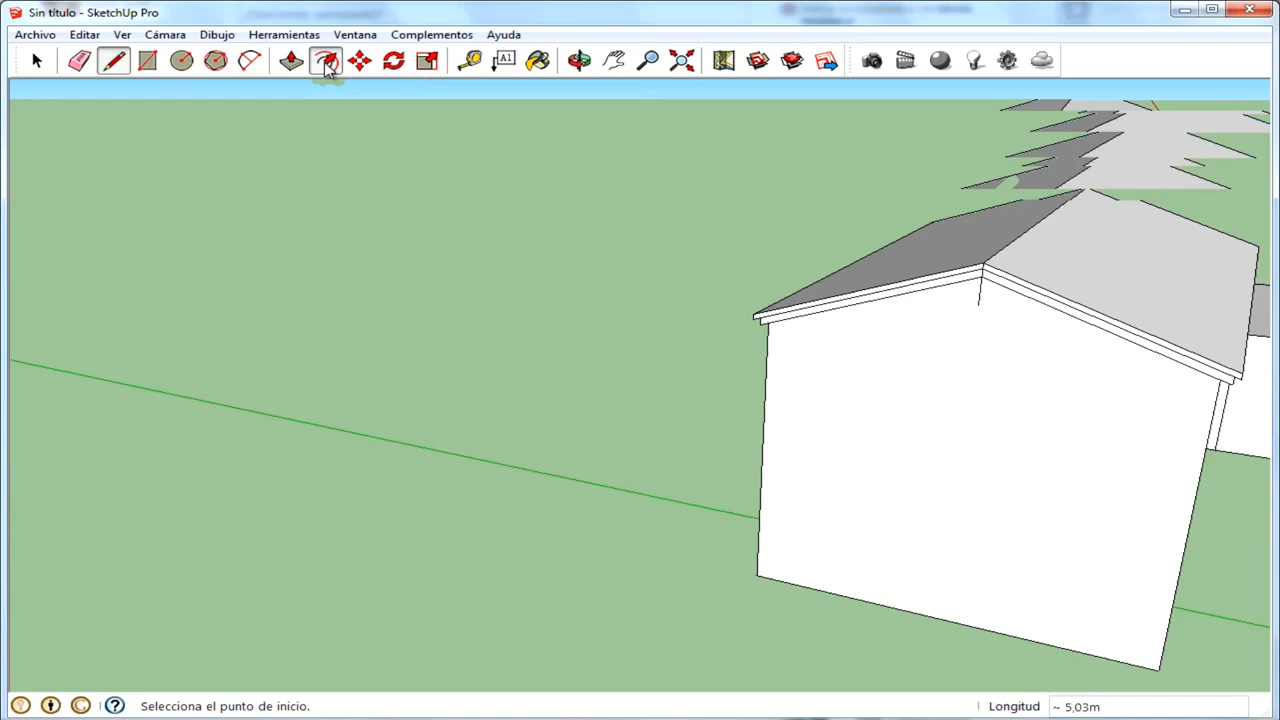 Sin título - SketchUp Pro
Archivo Editar Ver Cámara Dibujo Herramientas Ventana Complementos Ayuda
A1
Selecciona el punto de inicio. Longitud ~ 5,03m